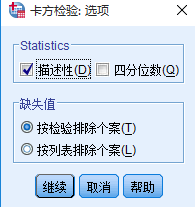 卡方检验: 选项
Statistics
描述性(D) 四分位数(Q)
缺失值
按检验排除个案(T)
按列表排除个案(L)
继续 取消 帮助